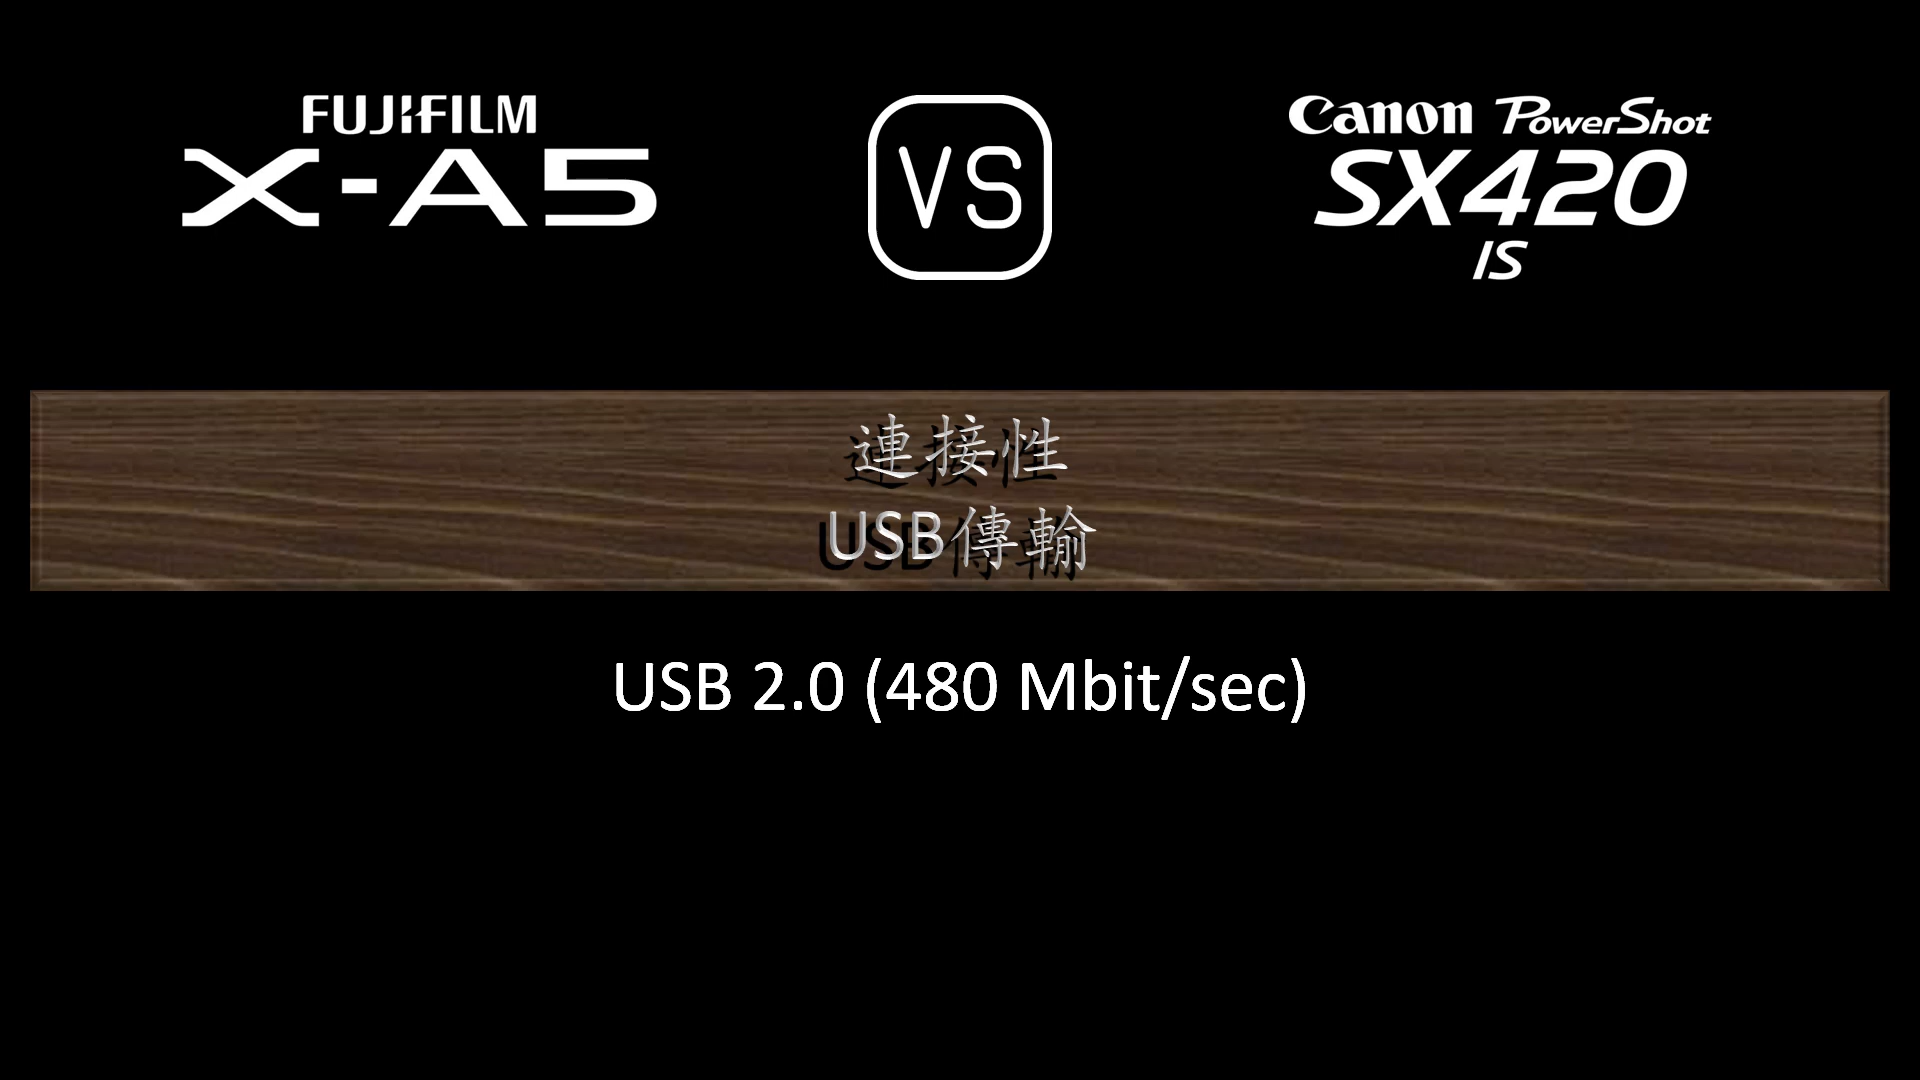 FUJIFILM
X-A5
VS
Canon PowerShot
SX420
IS
連接性
USB傳輸
USB 2.0 (480 Mbit/sec)